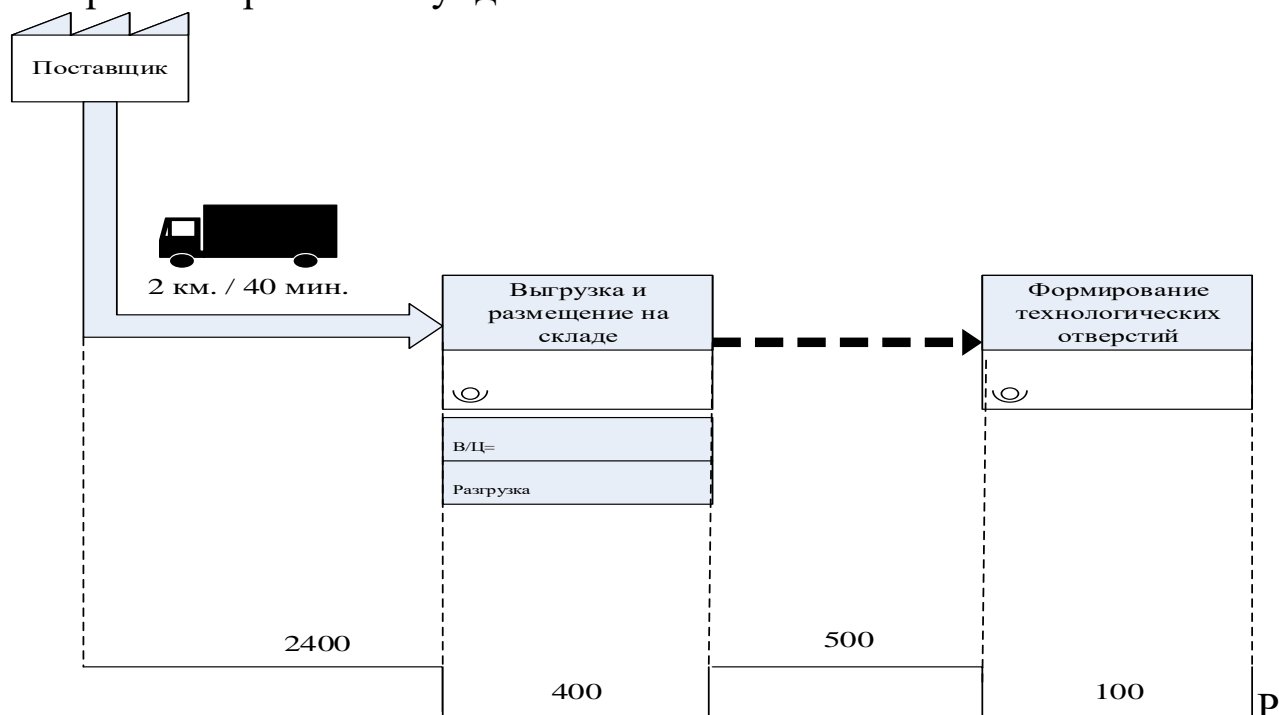 Поставщик
2 км. / 40 мин.
Выгрузка и
размещение на
складе
Формирование
технологических
отверстий
В/Ц=
Разгрузка
2400
500
400
100
Р